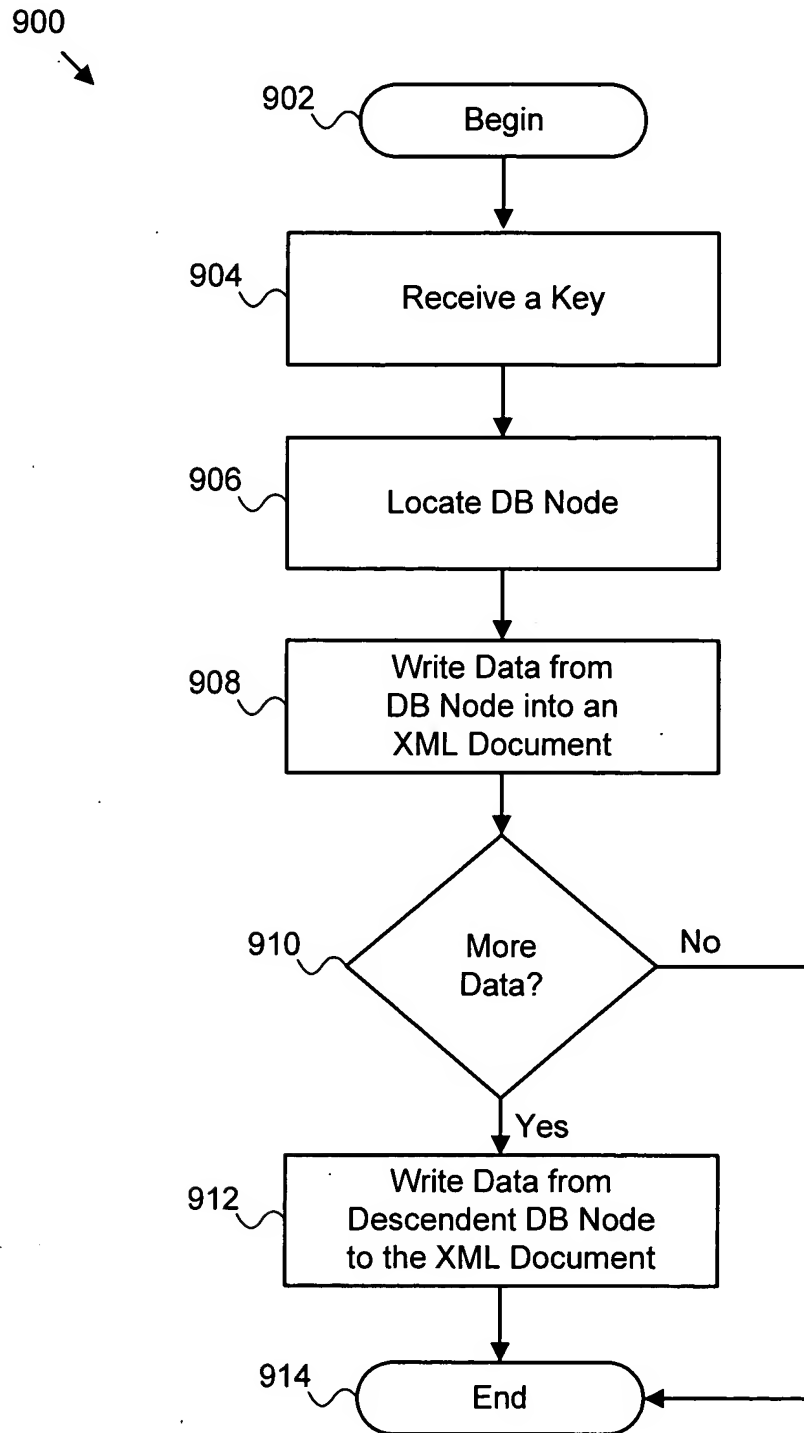 900
902
Begin
904
Receive a Key
906
Locate DB Node
908
Write Data from
DB Node into an
XML Document
910
More
Data?
No
Yes
912
Write Data from
Descendent DB Node
to the XML Document
914
End